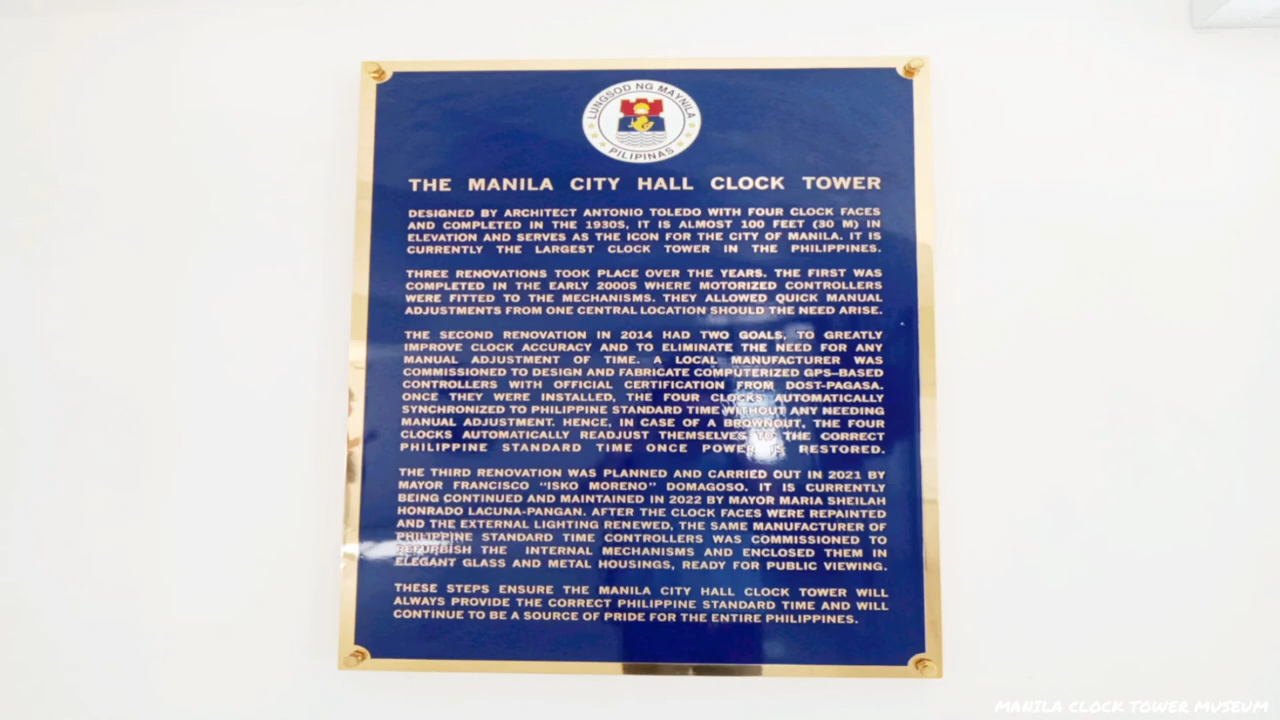 LUNGSOD NG MAYNILA
PILIPINAS
THE MANILA CITY HALL CLOCK TOWER
DESIGNED BY ARCHITECT ANTONIO TOLEDO WITH FOUR CLOCK FACES
AND COMPLETED IN THE 1930S, IT IS ALMOST 100 FEET (30 M) IN
ELEVATION AND SERVES AS THE ICON FOR THE CITY OF MANILA. IT IS
CURRENTLY THE LARGEST CLOCK TOWER IN THE PHILIPPINES.
THREE RENOVATIONS TOOK PLACE OVER THE YEARS. THE FIRST WAS
COMPLETED IN THE EARLY 2000S WHERE MOTORIZED CONTROLLERS
WERE FITTED TO THE MECHANISMS. THEY ALLOWED QUICK MANUAL
ADJUSTMENTS FROM ONE CENTRAL LOCATION SHOULD THE NEED ARISE.
THE SECOND RENOVATION IN 2014 HAD TWO GOALS, TO GREATLY
IMPROVE CLOCK ACCURACY AND TO ELIMINATE THE NEED FOR ANY
MANUAL ADJUSTMENT OF TIME. A LOCAL MANUFACTURER WAS
COMMISSIONED TO DESIGN AND FABRICATE COMPUTERIZED GPS-BASED
CONTROLLERS WITH OFFICIAL CERTIFICATION FROM DOST-PAGASA.
ONCE THEY WERE INSTALLED, THE FOUR CLOCKS AUTOMATICALLY
SYNCHRONIZED TO PHILIPPINE STANDARD TIME WITHOUT ANY NEEDING
MANUAL ADJUSTMENT. HENCE, IN CASE OF A BROWNOUT, THE FOUR
CLOCKS AUTOMATICALLY READJUST THEMSELVES TO THE CORRECT
PHILIPPINE STANDARD TIME ONCE POWER IS RESTORED.
THE THIRD RENOVATION WAS PLANNED AND CARRIED OUT IN 2021 BY
MAYOR FRANCISCO "ISKO MORENO" DOMAGOSO. IT IS CURRENTLY
BEING CONTINUED AND MAINTAINED IN 2022 BY MAYOR MARIA SHEILAH
HONRADO LACUNA-PANGAN. AFTER THE CLOCK FACES WERE REPAINTED
AND THE EXTERNAL LIGHTING RENEWED, THE SAME MANUFACTURER OF
PHILIPPINE STANDARD TIME CONTROLLERS WAS COMMISSIONED TO
REFURBISH THE INTERNAL MECHANISMS AND ENCLOSED THEM IN
ELEGANT GLASS AND METAL HOUSINGS, READY FOR PUBLIC VIEWING.
THESE STEPS ENSURE THE MANILA CITY HALL CLOCK TOWER WILL
ALWAYS PROVIDE THE CORRECT PHILIPPINE STANDARD TIME AND WILL
CONTINUE TO BE A SOURCE OF PRIDE FOR THE ENTIRE PHILIPPINES.
MANILA CLOCK TOWER MUSEUM